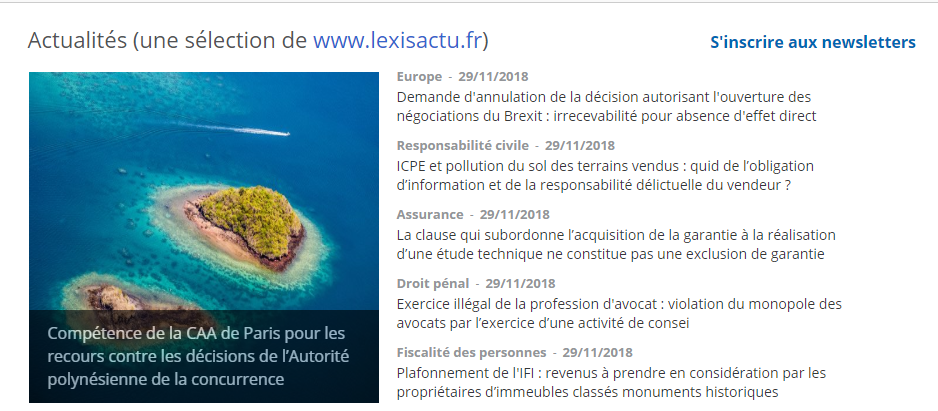 Actualités (une sélection de www.lexisactu.fr)
S'inscrire aux newsletters
Compétence de la CAA de Paris pour les
recours contre les décisions de l’Autorité
polynésienne de la concurrence
Europe - 29/11/2018
Demande d'annulation de la décision autorisant l'ouverture des
négociations du Brexit : irrecevabilité pour absence d'effet direct
Responsabilité civile - 29/11/2018
ICPE et pollution du sol des terrains vendus : quid de l’obligation
d’information et de la responsabilité délictuelle du vendeur ?
Assurance - 29/11/2018
La clause qui subordonne l’acquisition de la garantie à la réalisation
d’une étude technique ne constitue pas une exclusion de garantie
Droit pénal - 29/11/2018
Exercice illégal de la profession d'avocat : violation du monopole des
avocats par l’exercice d’une activité de consei
Fiscalité des personnes - 29/11/2018
Plafonnement de l'IFI : revenus à prendre en considération par les
propriétaires d’immeubles classés monuments historiques